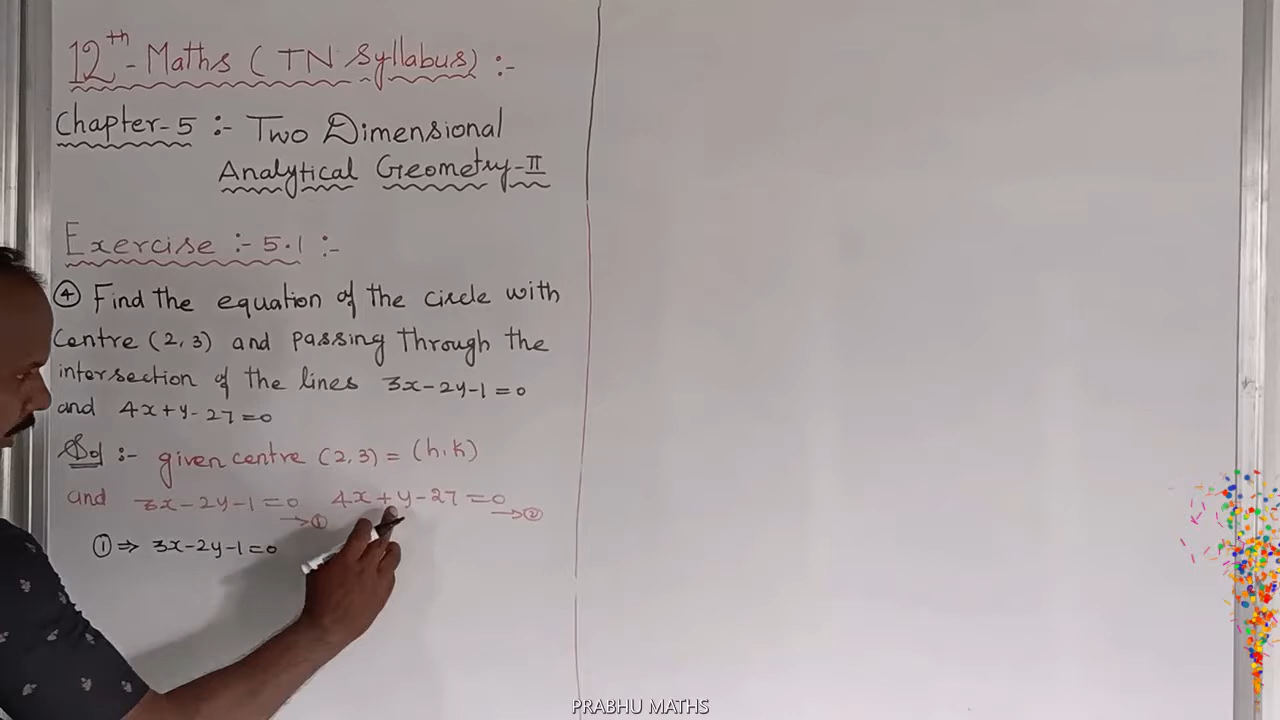 12th - Maths ( TN Syllabus) :-
Chapter-5 :- Two Dimensional
Analytical Geometry-II
Exercise :- 5.1 :-
④ Find the equation of the circle with
Centre (2,3) and passing through the
intersection of the lines 3x-2y-1=0
and 4x+y-27=0
Sol :- given centre (2,3) = (h,k)
and 3x-2y-1=0 →① 4x+y-27=0 →②
① ⇒ 3x-2y-1=0
PRABHU MATHS